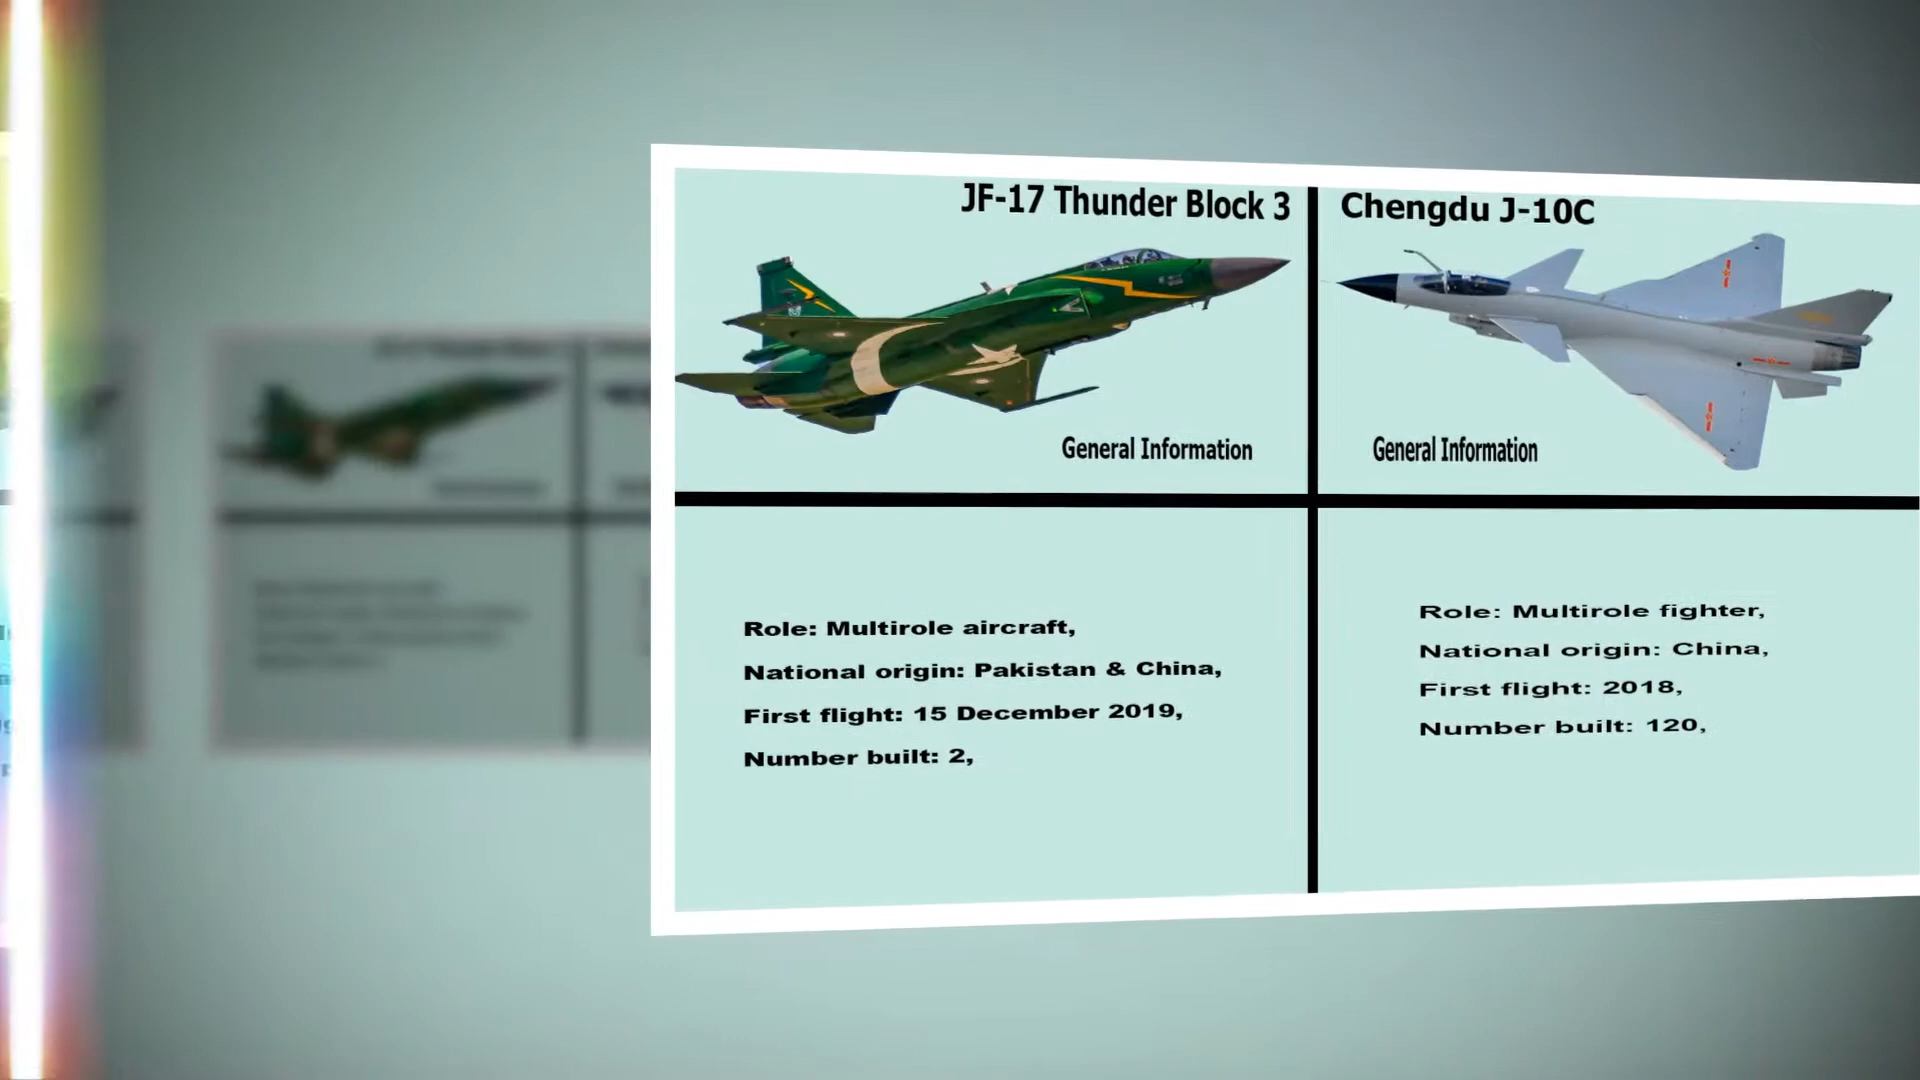 JF-17 Thunder Block 3
General Information
Role: Multirole aircraft,
National origin: Pakistan & China,
First flight: 15 December 2019,
Number built: 2,
Chengdu J-10C
General Information
Role: Multirole fighter,
National origin: China,
First flight: 2018,
Number built: 120,